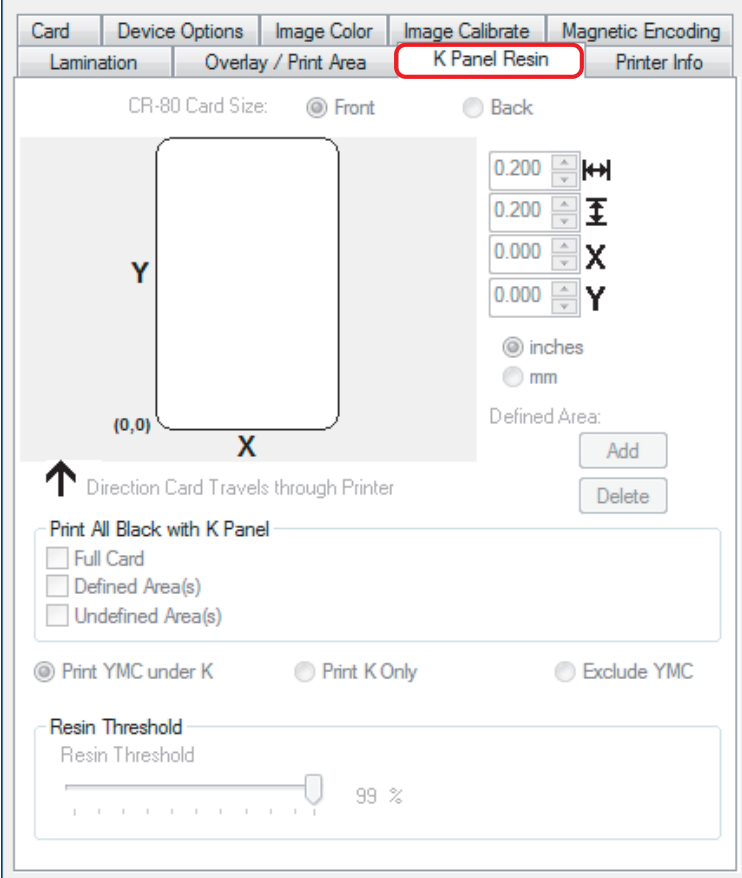 Card Device Options Image Color Image Calibrate Magnetic Encoding
Lamination Overlay / Print Area K Panel Resin Printer Info
CR-80 Card Size: Front Back
0.200
0.200
0.000 X
Y 0.000 Y
inches
mm
(0,0) Defined Area:
X Add
Direction Card Travels through Printer Delete
Print All Black with K Panel
Full Card
Defined Area(s)
Undefined Area(s)
Print YMC under K Print K Only Exclude YMC
Resin Threshold
Resin Threshold
99 %